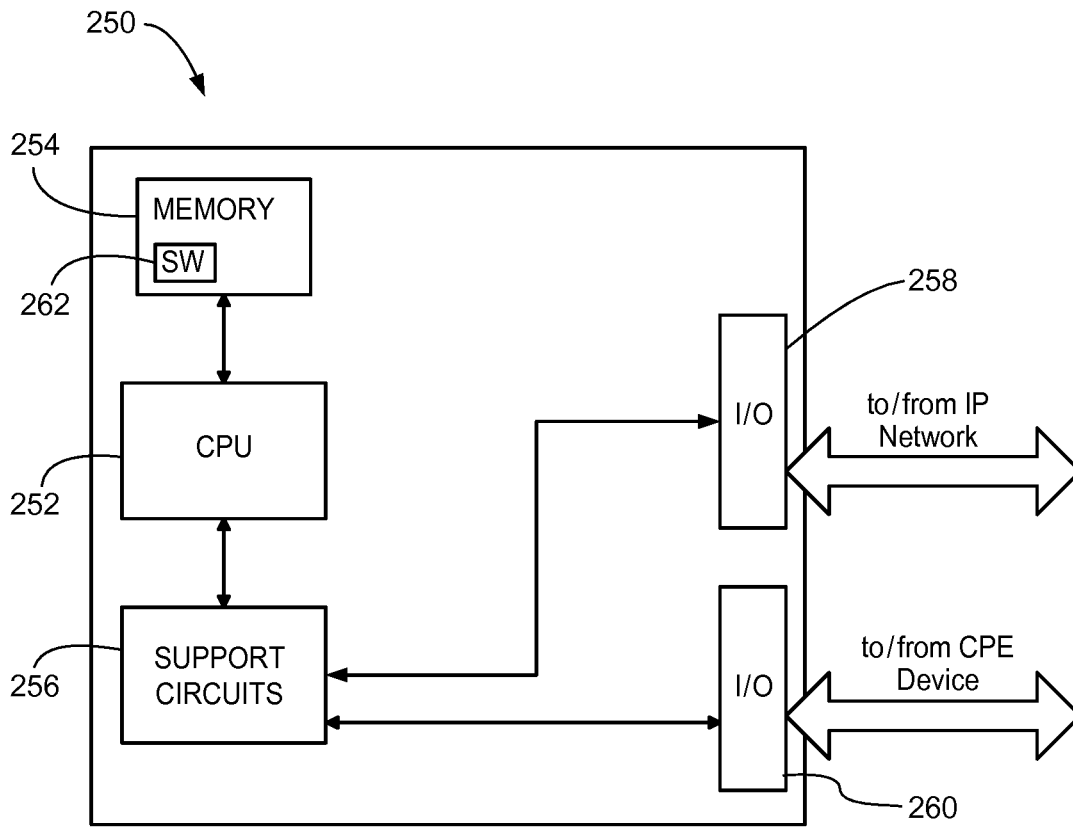 250
254
MEMORY
SW
262
258
I/O
to/from IP
Network
CPU
252
SUPPORT
CIRCUITS
256
I/O
to/from CPE
Device
260